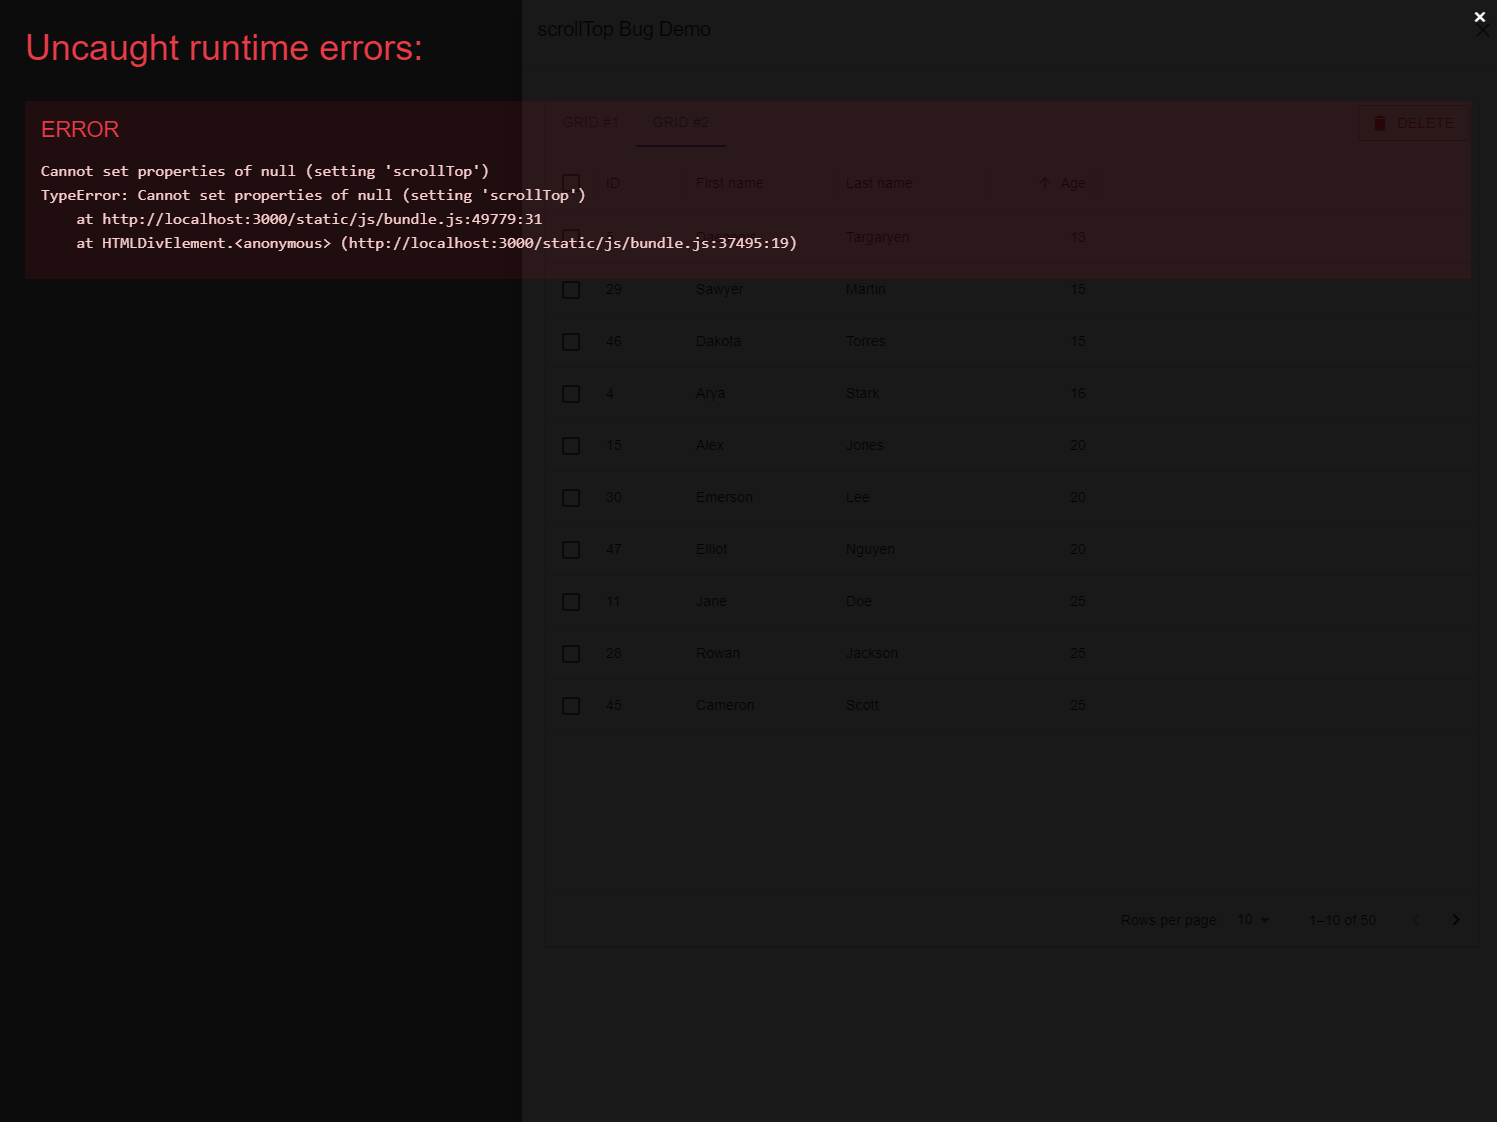 Uncaught runtime errors:
scrollTop Bug Demo
ERROR
Cannot set properties of null (setting 'scrollTop')
TypeError: Cannot set properties of null (setting 'scrollTop')
at http://localhost:3000/static/js/bundle.js:49779:31
at HTMLDivElement.<anonymous> (http://localhost:3000/static/js/bundle.js:37495:19)
GRID #1 GRID #2 DELETE
ID First name Last name Age
Targaryen 13
29 Sawyer Martin 15
46 Dakota Torres 15
4 Arya Stark 16
15 Alex Jones 20
30 Emerson Lee 20
47 Elliot Nguyen 20
11 Jane Doe 25
28 Rowan Jackson 25
45 Cameron Scott 25
Rows per page: 10 1–10 of 50